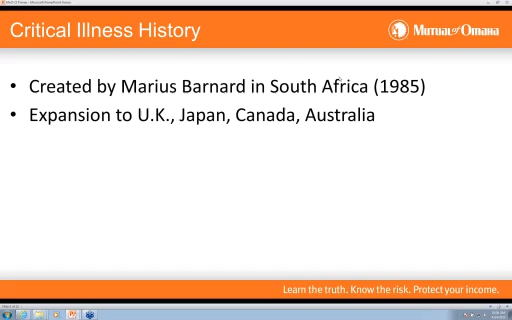 Critical Illness History
Mutual of Omaha
• Created by Marius Barnard in South Africa (1985)
• Expansion to U.K., Japan, Canada, Australia
Learn the truth. Know the risk. Protect your income.